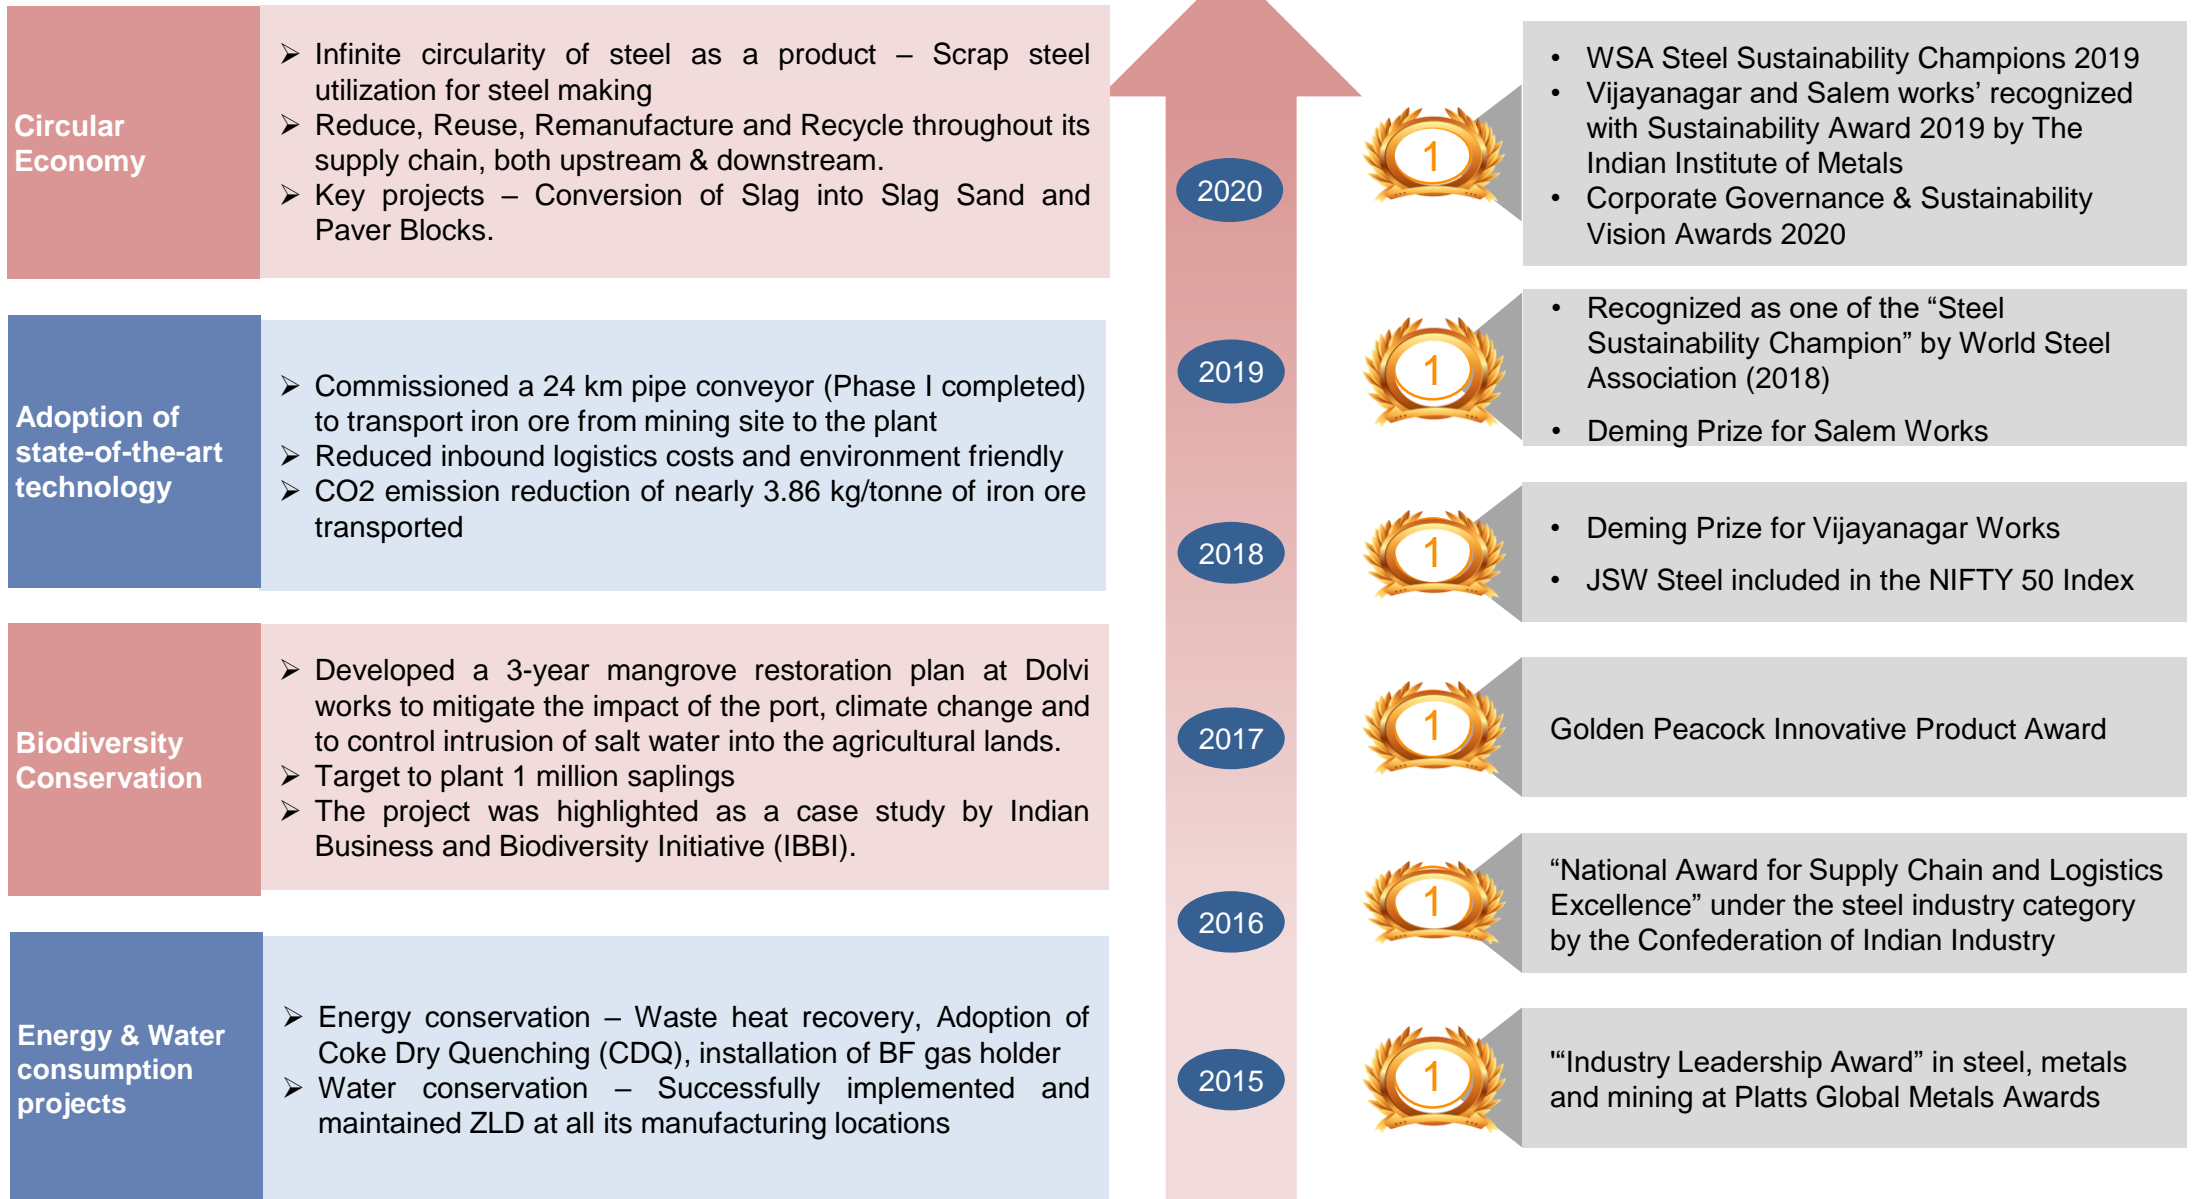 Circular
Economy
➢ Infinite circularity of steel as a product – Scrap steel
utilization for steel making
➢ Reduce, Reuse, Remanufacture and Recycle throughout its
supply chain, both upstream & downstream.
➢ Key projects – Conversion of Slag into Slag Sand and
Paver Blocks.
Adoption of
state-of-the-art
technology
➢ Commissioned a 24 km pipe conveyor (Phase I completed)
to transport iron ore from mining site to the plant
➢ Reduced inbound logistics costs and environment friendly
➢ CO2 emission reduction of nearly 3.86 kg/tonne of iron ore
transported
Biodiversity
Conservation
➢ Developed a 3-year mangrove restoration plan at Dolvi
works to mitigate the impact of the port, climate change and
to control intrusion of salt water into the agricultural lands.
➢ Target to plant 1 million saplings
➢ The project was highlighted as a case study by Indian
Business and Biodiversity Initiative (IBBI).
Energy & Water
consumption
projects
➢ Energy conservation – Waste heat recovery, Adoption of
Coke Dry Quenching (CDQ), installation of BF gas holder
➢ Water conservation – Successfully implemented and
maintained ZLD at all its manufacturing locations
2020
1
• WSA Steel Sustainability Champions 2019
• Vijayanagar and Salem works’ recognized
with Sustainability Award 2019 by The
Indian Institute of Metals
• Corporate Governance & Sustainability
Vision Awards 2020
2019
1
• Recognized as one of the “Steel
Sustainability Champion” by World Steel
Association (2018)
• Deming Prize for Salem Works
2018
1
• Deming Prize for Vijayanagar Works
• JSW Steel included in the NIFTY 50 Index
2017
1
Golden Peacock Innovative Product Award
2016
1
“National Award for Supply Chain and Logistics
Excellence” under the steel industry category
by the Confederation of Indian Industry
2015
1
'“Industry Leadership Award” in steel, metals
and mining at Platts Global Metals Awards